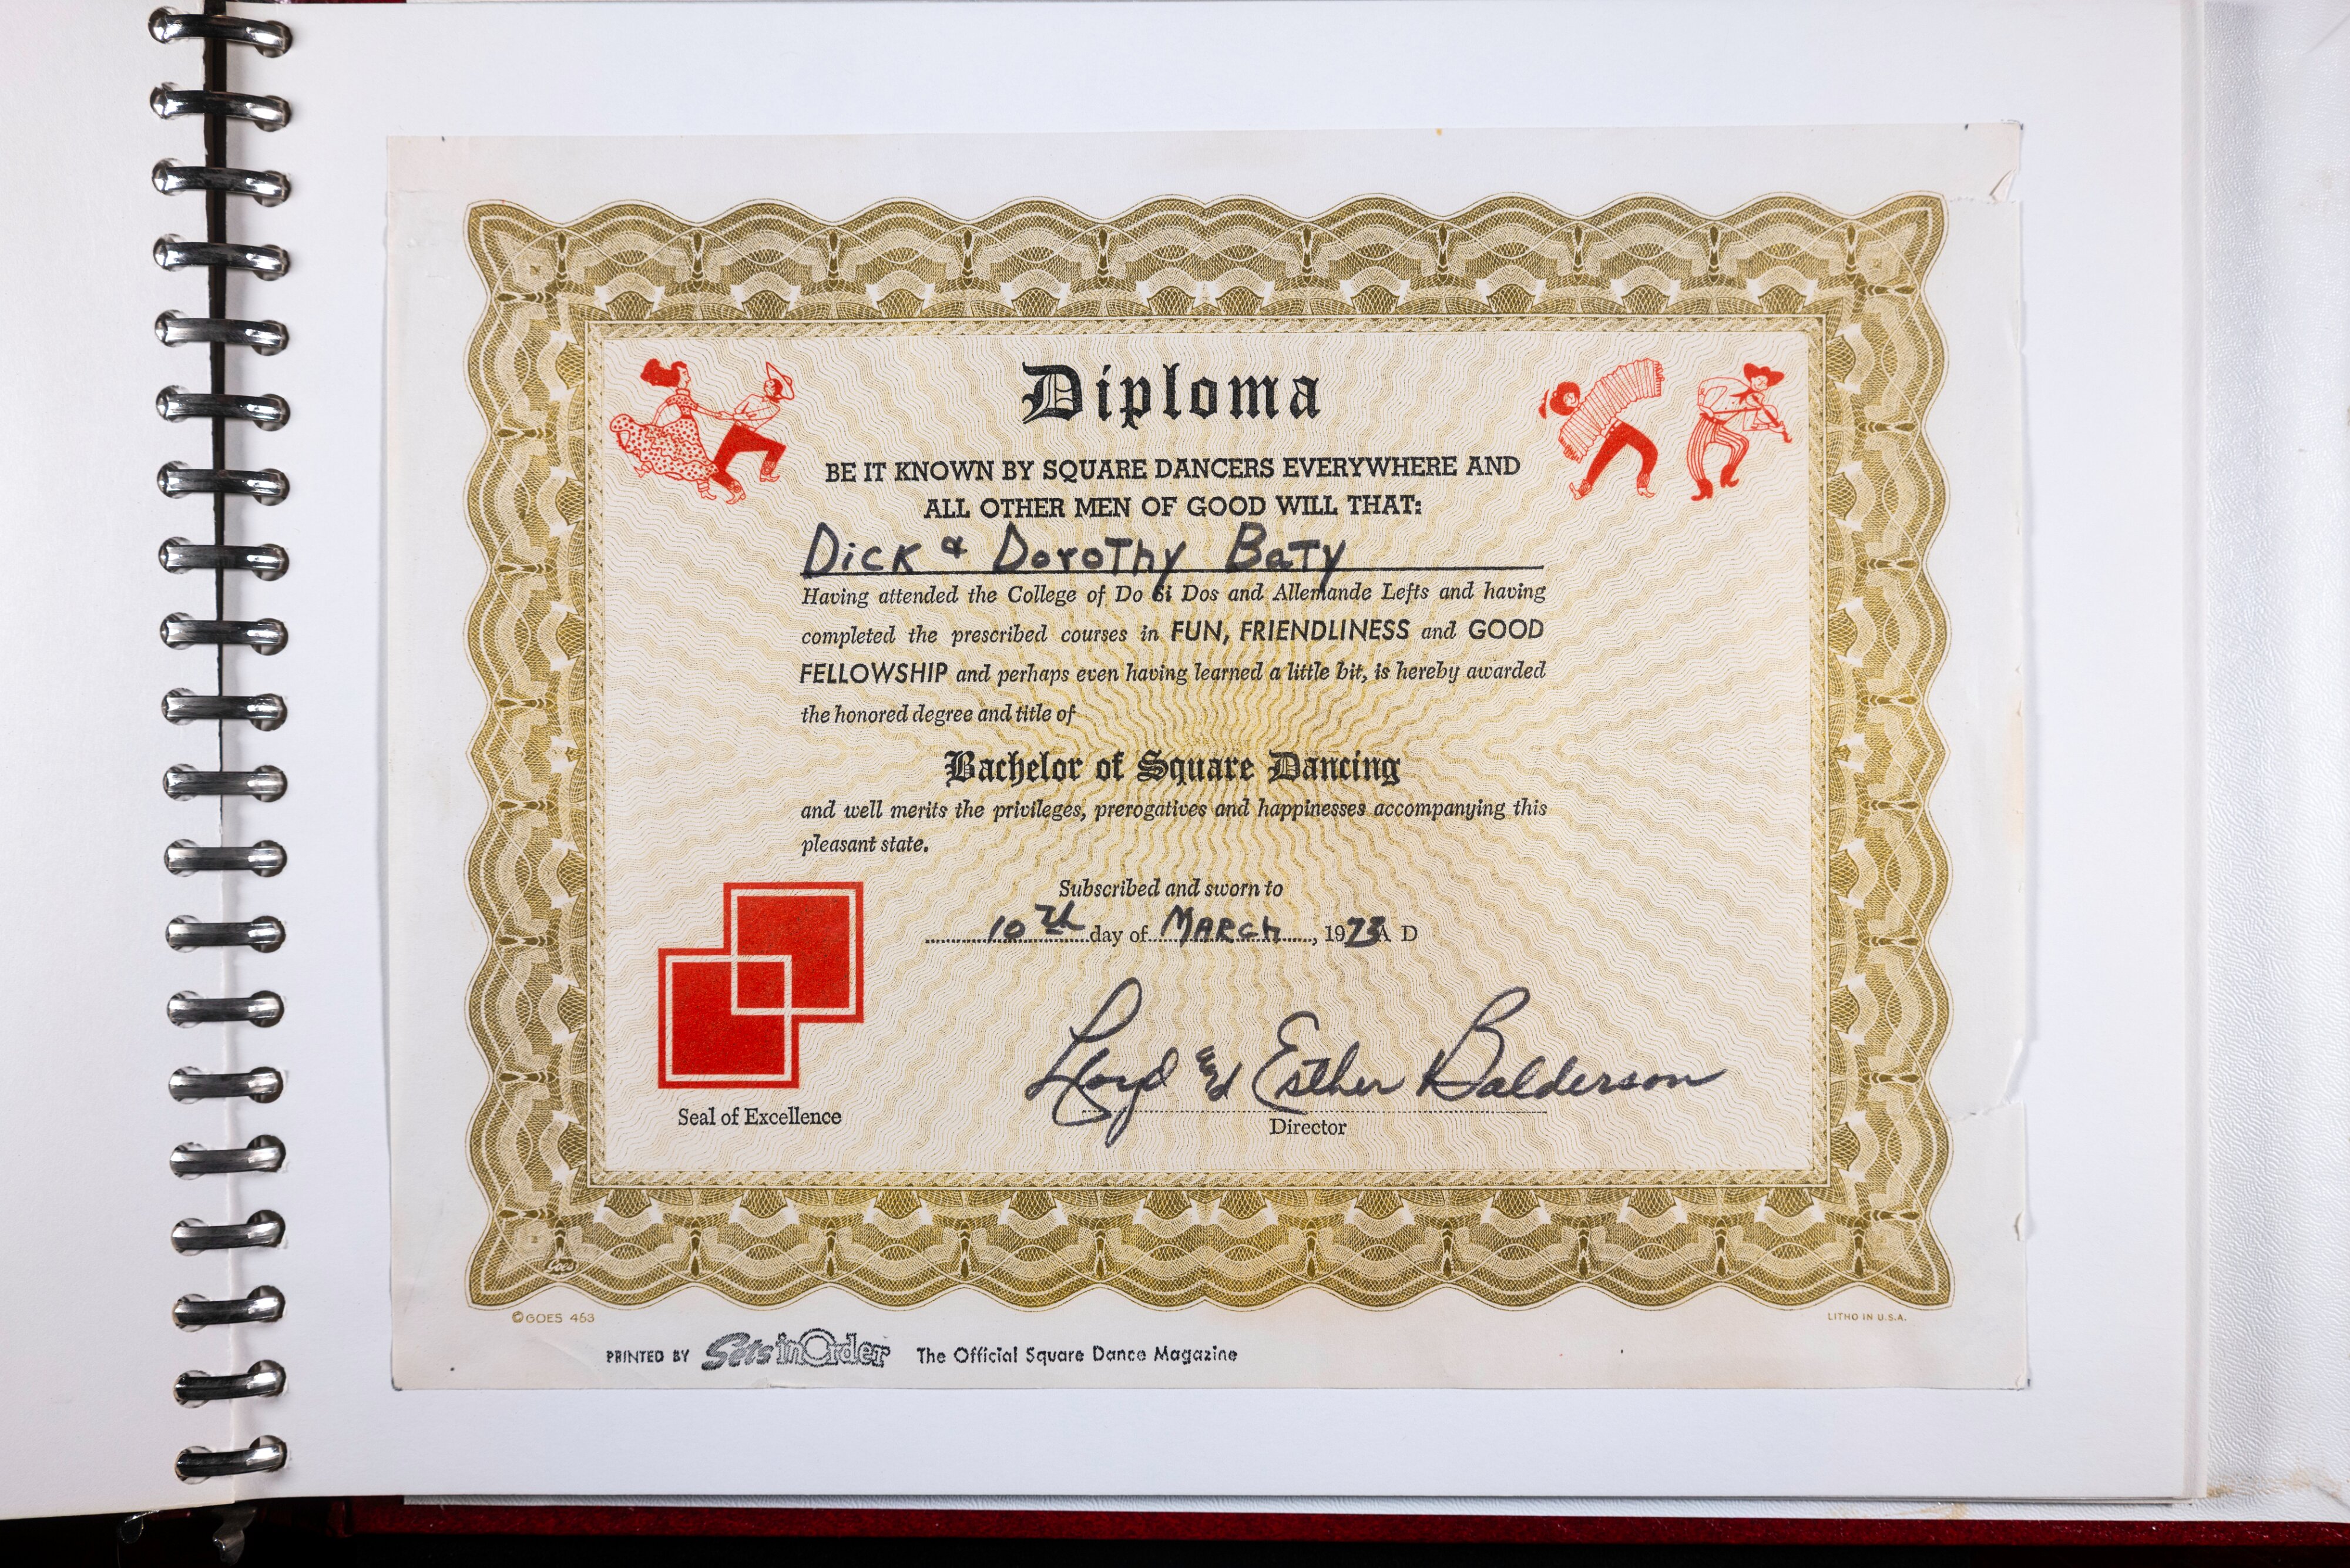 Diploma
BE IT KNOWN BY SQUARE DANCERS EVERYWHERE AND
ALL OTHER MEN OF GOOD WILL THAT:
Dick & Dorothy Baty
Having attended the College of Do Si Dos and Allemande Lefts and having
completed the prescribed courses in FUN, FRIENDLINESS and GOOD
FELLOWSHIP and perhaps even having learned a little bit, is hereby awarded
the honored degree and title of
Bachelor of Square Dancing
and well merits the privileges, prerogatives and happinesses accompanying this
pleasant state.
Subscribed and sworn to
10th day of March, 1973 A D
Lloyd and Esther Balderson
Seal of Excellence
Director
Goes
©GOES 453
LITHO IN U.S.A.
PRINTED BY Sets in Order The Official Square Dance Magazine